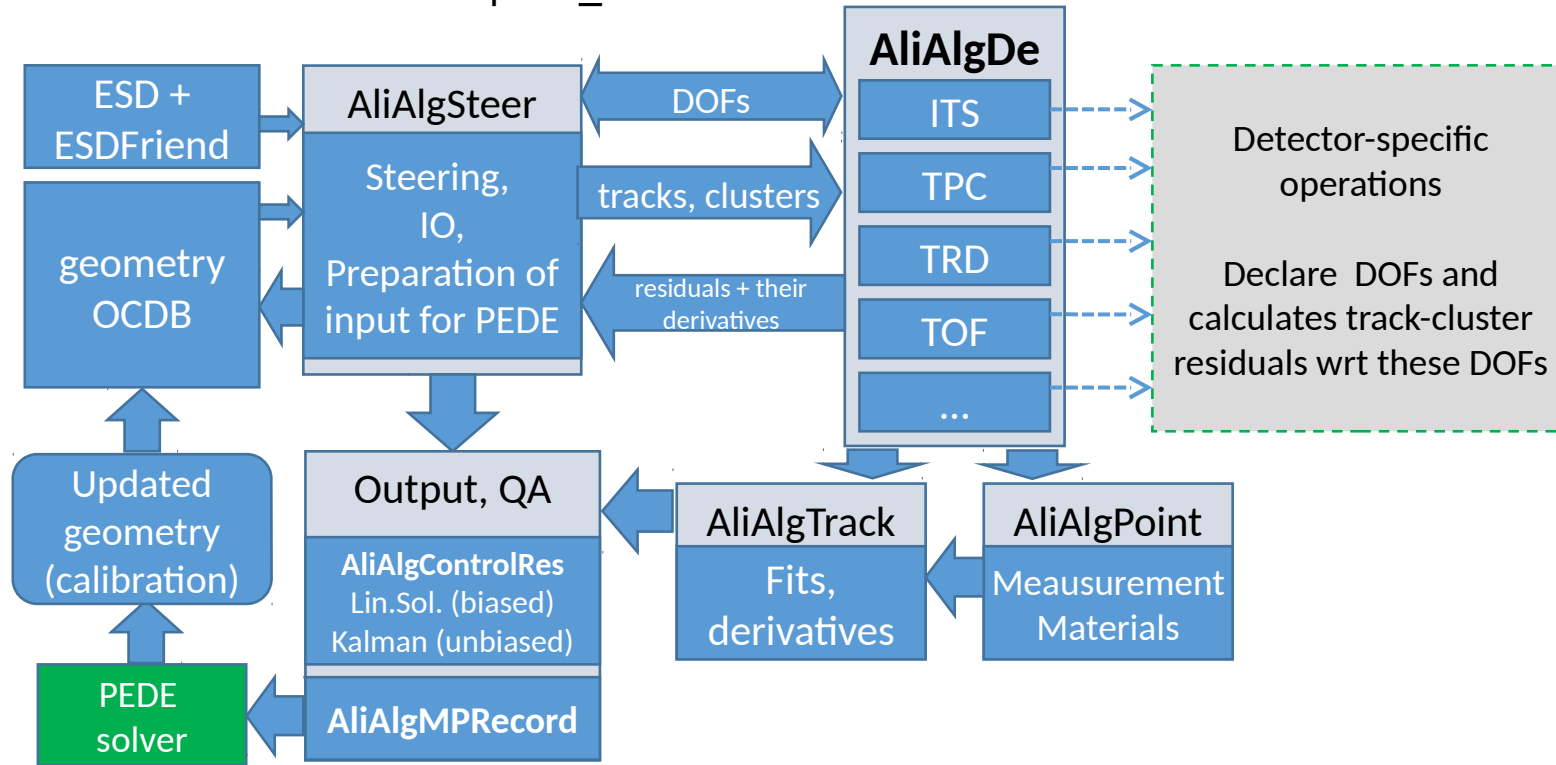 ESD +
ESDFriend
geometry
OCDB
Updated
geometry
(calibration)
PEDE
solver
AliAlgSteer
Steering,
IO,
Preparation of
input for PEDE
DOFs
tracks, clusters
residuals + their
derivatives
Output, QA
AliAlgControlRes
Lin.Sol. (biased)
Kalman (unbiased)
AliAlgMPRecord
AliAlgDe
ITS
TPC
TRD
TOF
...
AliAlgTrack
Fits,
derivatives
AliAlgPoint
Meausurement
Materials
Detector-specific
operations
Declare DOFs and
calculates track-cluster
residuals wrt these DOFs